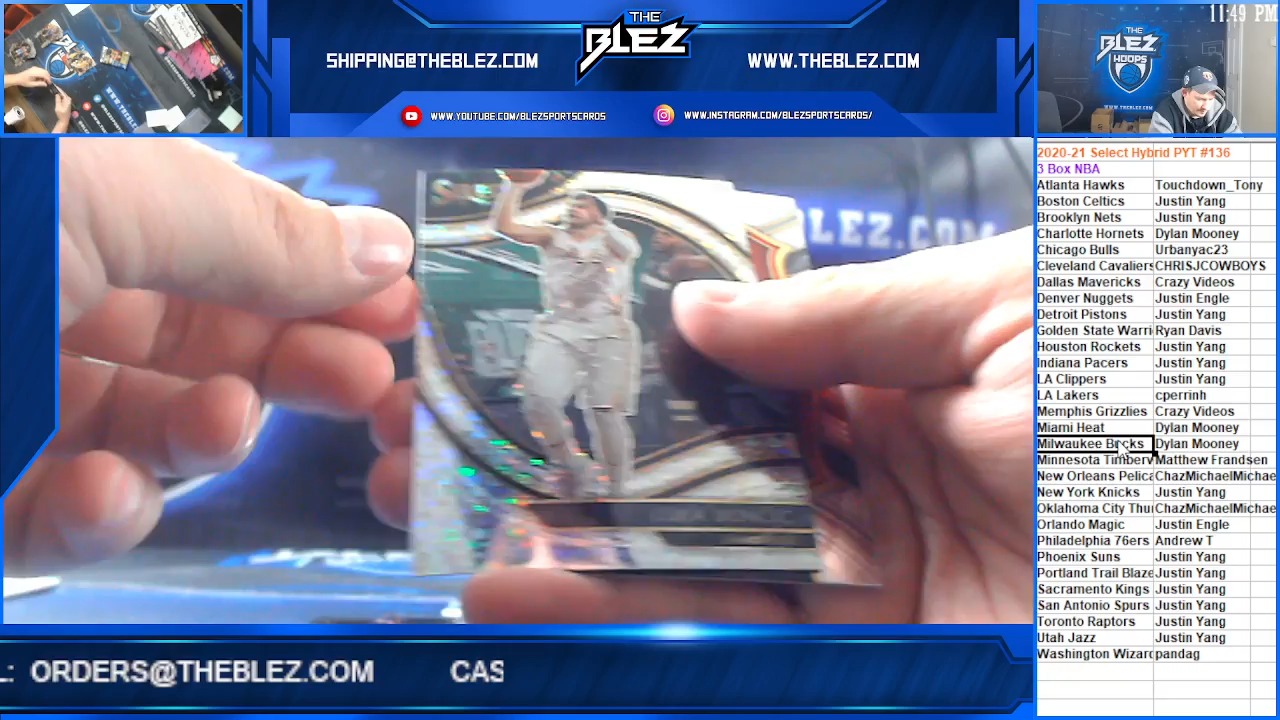 11:49 PM
SHIPPING@THEBLEZ.COM
THE
BLEZ
WWW.THEBLEZ.COM
WWW.YOUTUBE.COM/BLEZSPORTSCARDS
WWW.INSTAGRAM.COM/BLEZSPORTSCARDS/
THE
BLEZ
HOOPS
LEZ.COM
2020-21 Select Hybrid PYT #136
3 Box NBA
Atlanta Hawks Touchdown_Tony
Boston Celtics Justin Yang
Brooklyn Nets Justin Yang
Charlotte Hornets Dylan Mooney
Chicago Bulls Urbanyac23
Cleveland Cavaliers CHRISJCOWBOYS
Dallas Mavericks Crazy Videos
Denver Nuggets Justin Engle
Detroit Pistons Justin Yang
Golden State Warri Ryan Davis
Houston Rockets Justin Yang
Indiana Pacers Justin Yang
LA Clippers Justin Yang
LA Lakers cperrinh
Memphis Grizzlies Crazy Videos
Miami Heat Dylan Mooney
Milwaukee Bucks Dylan Mooney
Minnesota Timberv Matthew Frandsen
New Orleans Pelica ChazMichaelMichae
New York Knicks Justin Yang
Oklahoma City Thu ChazMichaelMichae
Orlando Magic Justin Engle
Philadelphia 76ers Andrew T
Phoenix Suns Justin Yang
Portland Trail Blaze Justin Yang
Sacramento Kings Justin Yang
San Antonio Spurs Justin Yang
Toronto Raptors Justin Yang
Utah Jazz Justin Yang
Washington Wizard pandag
L: ORDERS@THEBLEZ.COM CAS